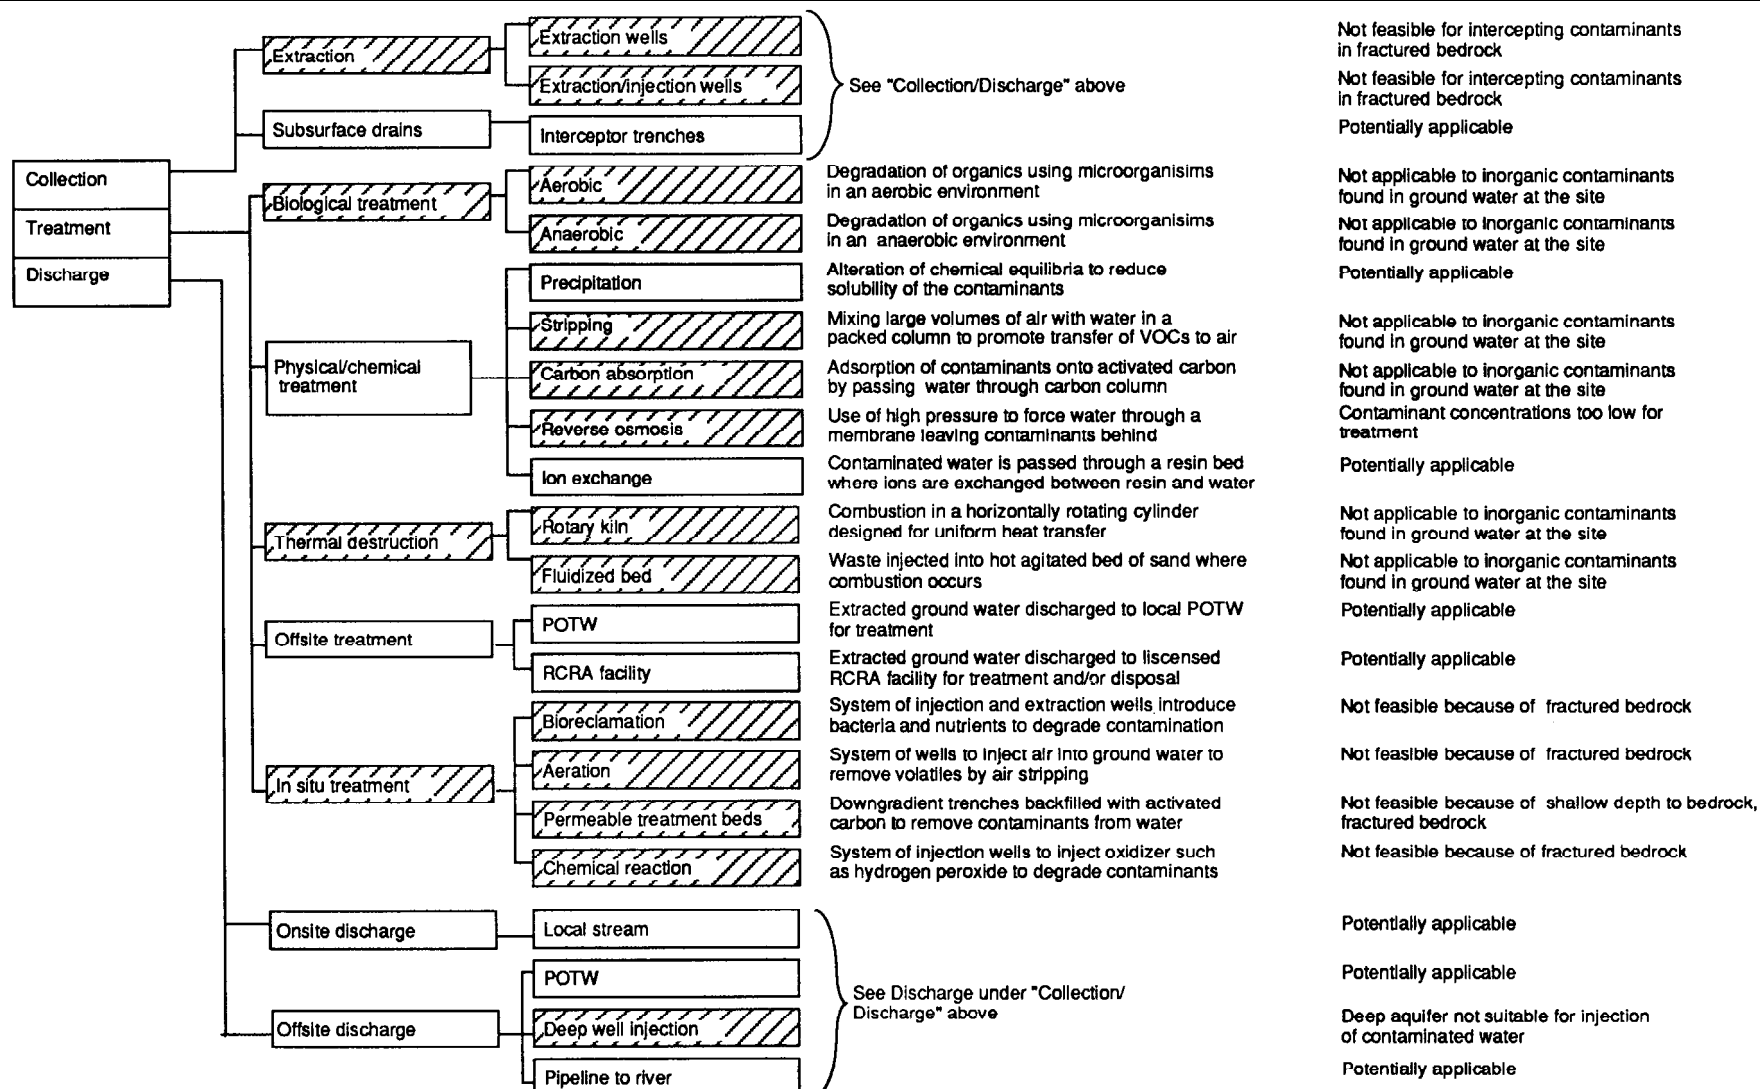 Extraction
Extraction wells
Not feasible for intercepting contaminants
in fractured bedrock
Extraction/injection wells
See "Collection/Discharge" above
Not feasible for intercepting contaminants
in fractured bedrock
Subsurface drains
Interceptor trenches
Potentially applicable
Collection
Treatment
Discharge
Biological treatment
Aerobic
Degradation of organics using microorganisims
in an aerobic environment
Not applicable to inorganic contaminants
found in ground water at the site
Anaerobic
Degradation of organics using microorganisims
in an anaerobic environment
Not applicable to inorganic contaminants
found in ground water at the site
Physical/chemical
treatment
Precipitation
Alteration of chemical equilibria to reduce
solubility of the contaminants
Potentially applicable
Stripping
Mixing large volumes of air with water in a
packed column to promote transfer of VOCs to air
Not applicable to inorganic contaminants
found in ground water at the site
Carbon absorption
Adsorption of contaminants onto activated carbon
by passing water through carbon column
Not applicable to inorganic contaminants
found in ground water at the site
Reverse osmosis
Use of high pressure to force water through a
membrane leaving contaminants behind
Contaminant concentrations too low for
treatment
Ion exchange
Contaminated water is passed through a resin bed
where ions are exchanged between resin and water
Potentially applicable
Thermal destruction
Rotary kiln
Combustion in a horizontally rotating cylinder
designed for uniform heat transfer
Not applicable to inorganic contaminants
found in ground water at the site
Fluidized bed
Waste injected into hot agitated bed of sand where
combustion occurs
Not applicable to inorganic contaminants
found in ground water at the site
Offsite treatment
POTW
Extracted ground water discharged to local POTW
for treatment
Potentially applicable
RCRA facility
Extracted ground water discharged to liscensed
RCRA facility for treatment and/or disposal
Potentially applicable
In situ treatment
Bioreclamation
System of injection and extraction wells introduce
bacteria and nutrients to degrade contamination
Not feasible because of fractured bedrock
Aeration
System of wells to inject air into ground water to
remove volatiles by air stripping
Not feasible because of fractured bedrock
Permeable treatment beds
Downgradient trenches backfilled with activated
carbon to remove contaminants from water
Not feasible because of shallow depth to bedrock,
fractured bedrock
Chemical reaction
System of injection wells to inject oxidizer such
as hydrogen peroxide to degrade contaminants
Not feasible because of fractured bedrock
Onsite discharge
Local stream
Potentially applicable
Offsite discharge
POTW
See Discharge under "Collection/
Discharge" above
Potentially applicable
Deep well injection
Deep aquifer not suitable for injection
of contaminated water
Pipeline to river
Potentially applicable